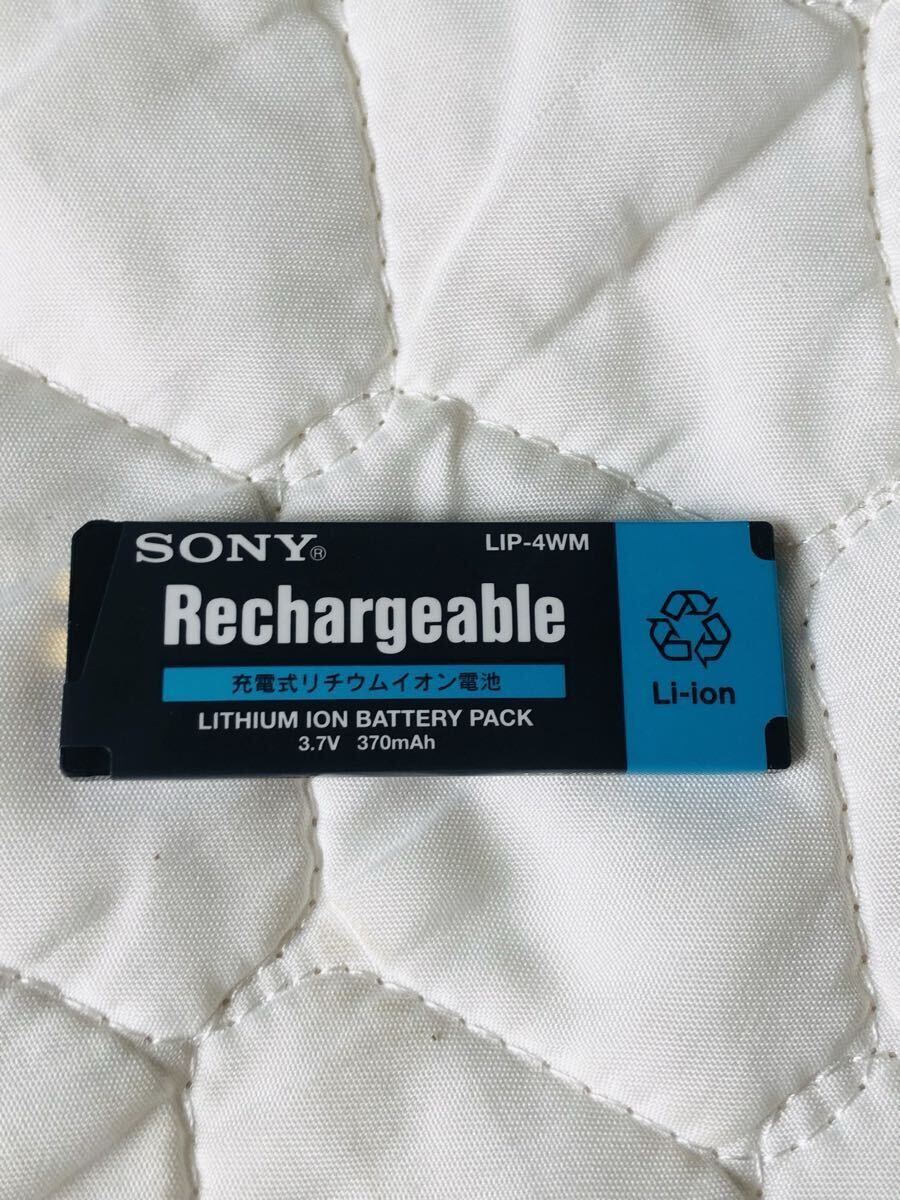 SONY® LIP-4WM
Rechargeable
充電式リチウムイオン電池
LITHIUM ION BATTERY PACK
3.7V 370mAh
Li-ion